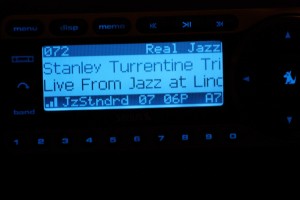 menu disp memo
072 Real Jazz
Stanley Turrentine Tri
Live From Jazz at Linc
JzStndrd 07 06P A7
band
1 2 3 4 5 6 7 8 9 0